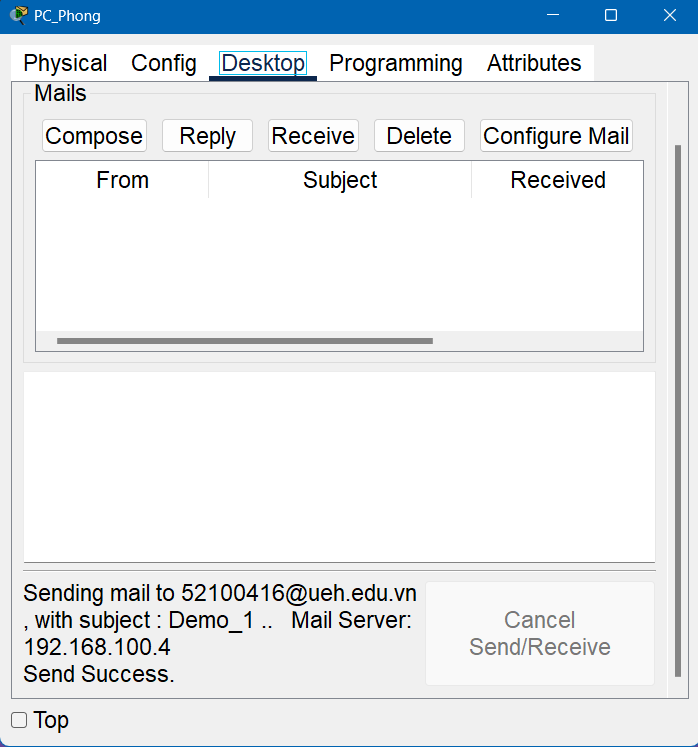 PC_Phong
Physical Config Desktop Programming Attributes
Mails
Compose Reply Receive Delete Configure Mail
From Subject Received
Sending mail to 52100416@ueh.edu.vn
, with subject : Demo_1 .. Mail Server:
192.168.100.4
Send Success.
Cancel
Send/Receive
Top